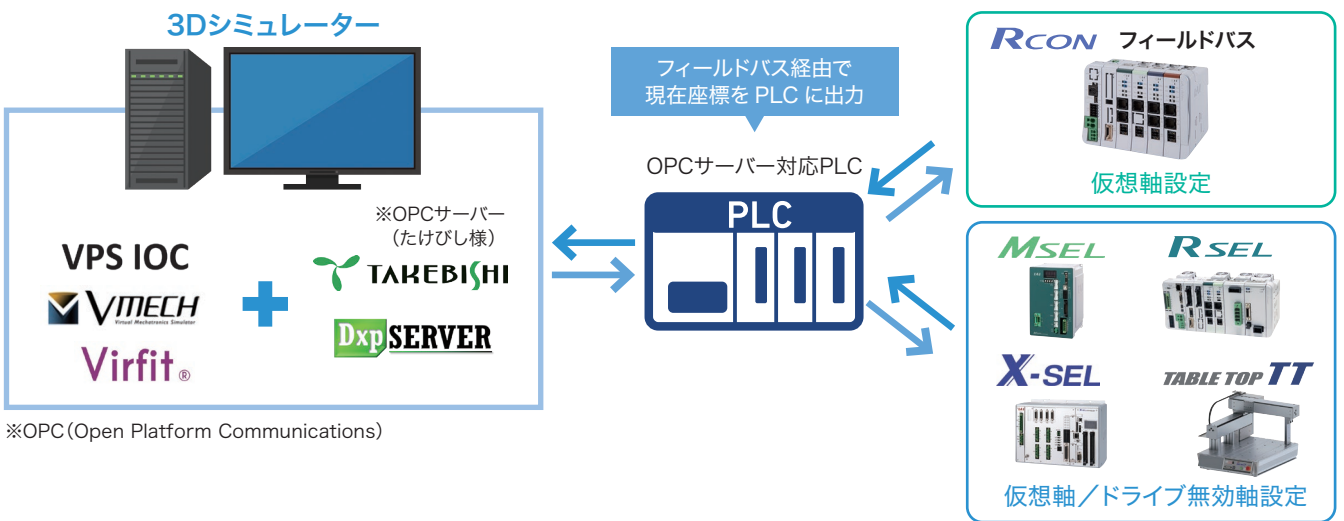 3Dシミュレーター
VPS IOC
VMECH
Virtual Mechatronics Simulator
Virfit®
※OPCサーバー
（たけびし様）
TAKEBISHI
DxpSERVER
※OPC（Open Platform Communications）
フィールドバス経由で
現在座標を PLC に出力
OPCサーバー対応PLC
PLC
RCON フィールドバス
仮想軸設定
MSEL
RSEL
X-SEL
TABLE TOP TT
仮想軸／ドライブ無効軸設定